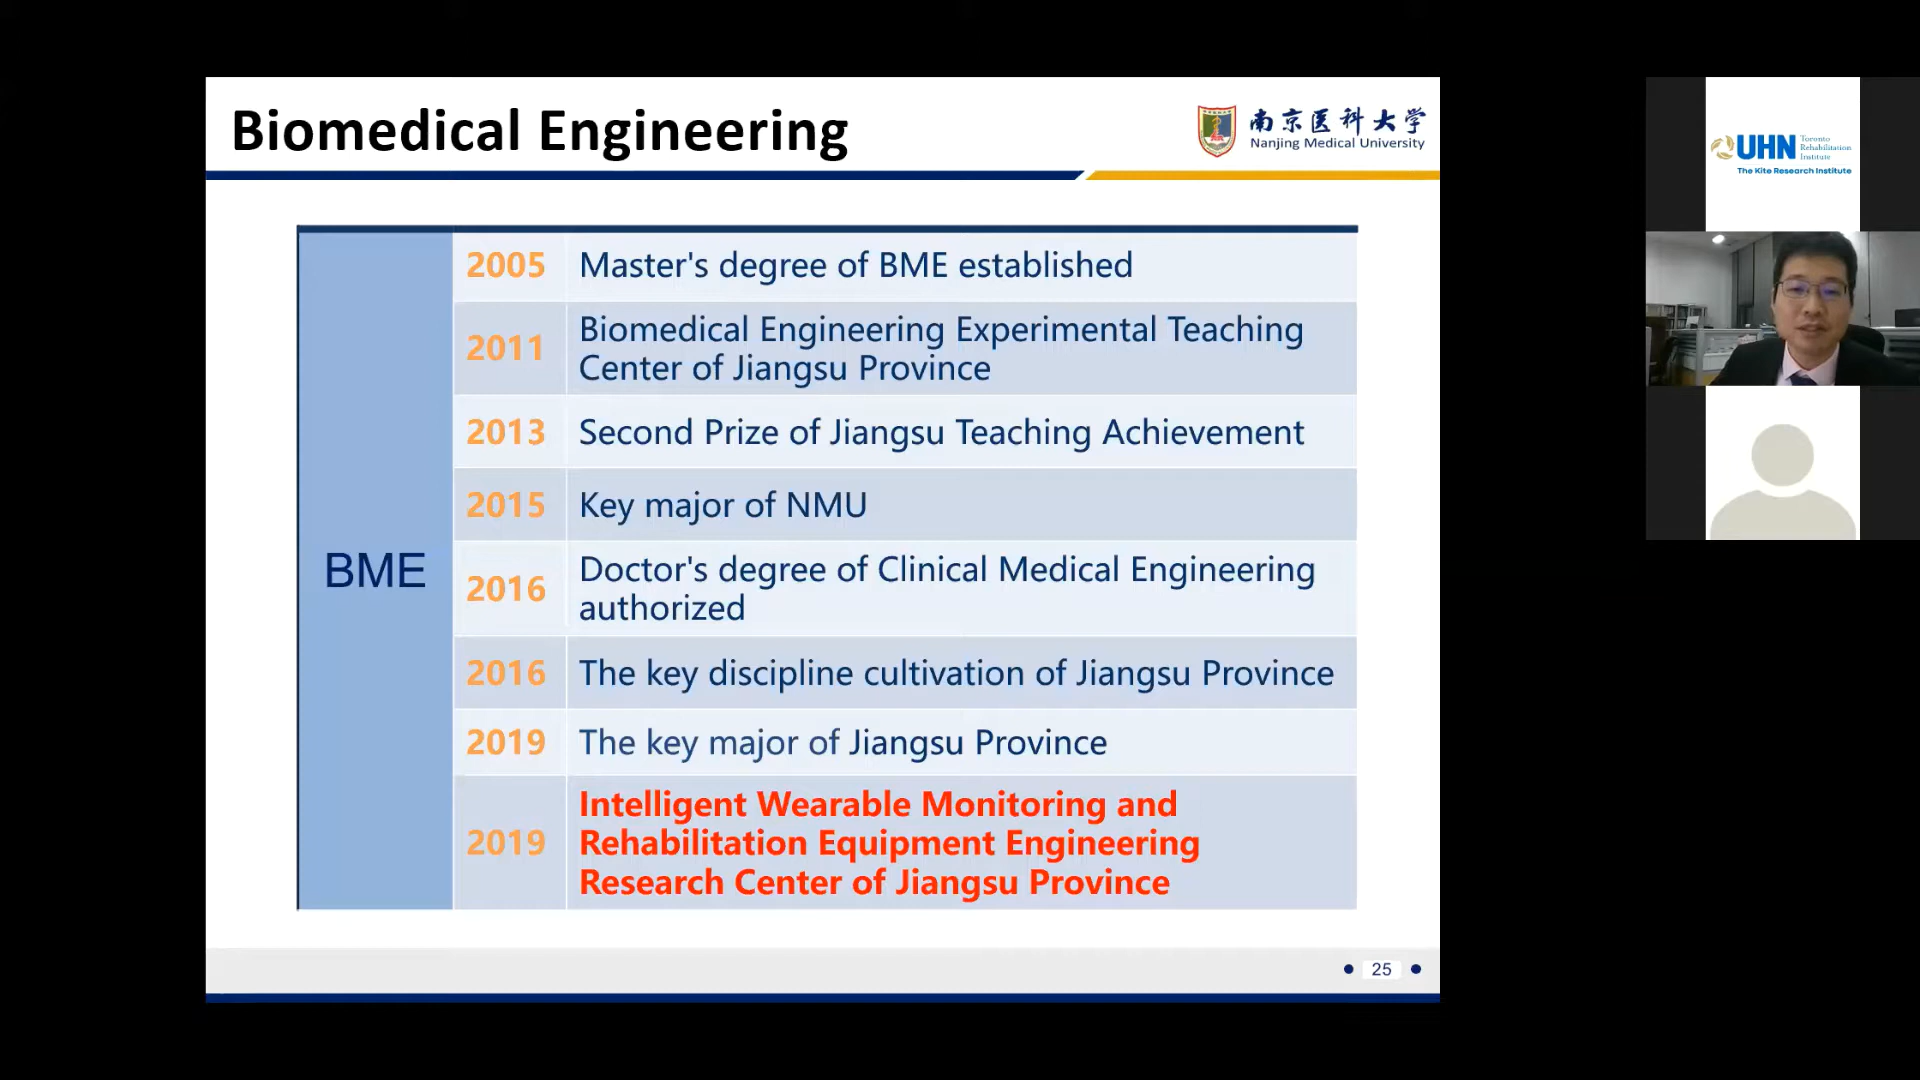 Biomedical Engineering
南京医科大学
Nanjing Medical University
UHN
Toronto
Rehabilitation
Institute
The Kite Research Institute
BME
2005
Master's degree of BME established
2011
Biomedical Engineering Experimental Teaching
Center of Jiangsu Province
2013
Second Prize of Jiangsu Teaching Achievement
2015
Key major of NMU
2016
Doctor's degree of Clinical Medical Engineering
authorized
2016
The key discipline cultivation of Jiangsu Province
2019
The key major of Jiangsu Province
2019
Intelligent Wearable Monitoring and
Rehabilitation Equipment Engineering
Research Center of Jiangsu Province
25